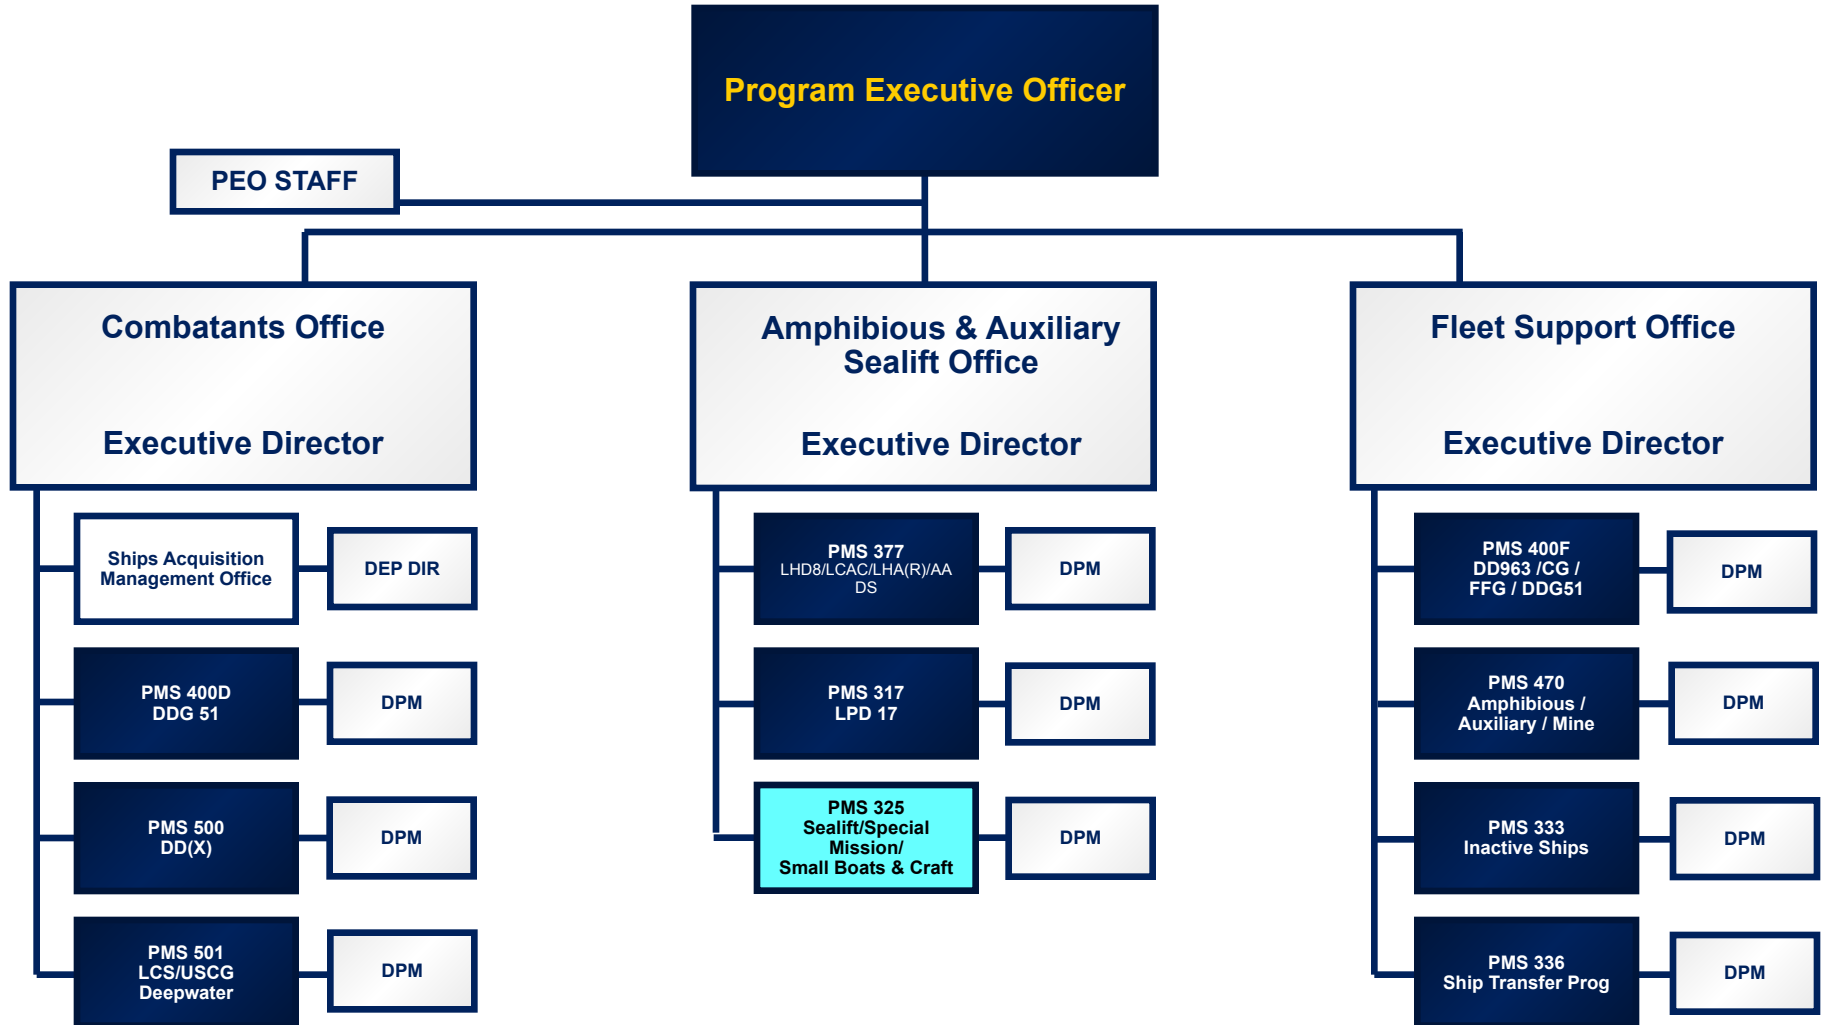 Program Executive Officer
PEO STAFF
Combatants Office
Executive Director
Amphibious & Auxiliary
Sealift Office
Executive Director
Fleet Support Office
Executive Director
Ships Acquisition
Management Office
DEP DIR
PMS 400D
DDG 51
DPM
PMS 500
DD(X)
DPM
PMS 501
LCS/USCG
Deepwater
DPM
PMS 377
LHD8/LCAC/LHA(R)/AA
DS
DPM
PMS 317
LPD 17
DPM
PMS 325
Sealift/Special
Mission/
Small Boats & Craft
DPM
PMS 400F
DD963 /CG /
FFG / DDG51
DPM
PMS 470
Amphibious /
Auxiliary / Mine
DPM
PMS 333
Inactive Ships
DPM
PMS 336
Ship Transfer Prog
DPM